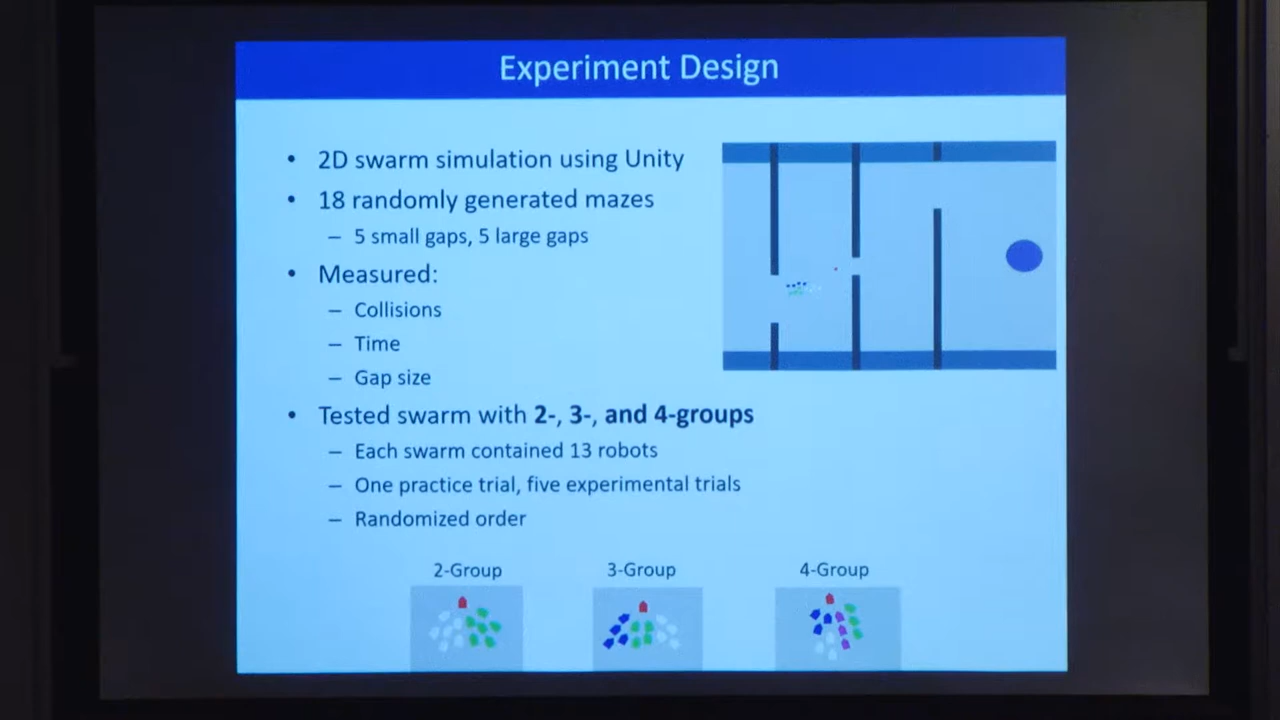 Experiment Design
• 2D swarm simulation using Unity
• 18 randomly generated mazes
– 5 small gaps, 5 large gaps
• Measured:
– Collisions
– Time
– Gap size
• Tested swarm with 2-, 3-, and 4-groups
– Each swarm contained 13 robots
– One practice trial, five experimental trials
– Randomized order
2-Group
3-Group
4-Group